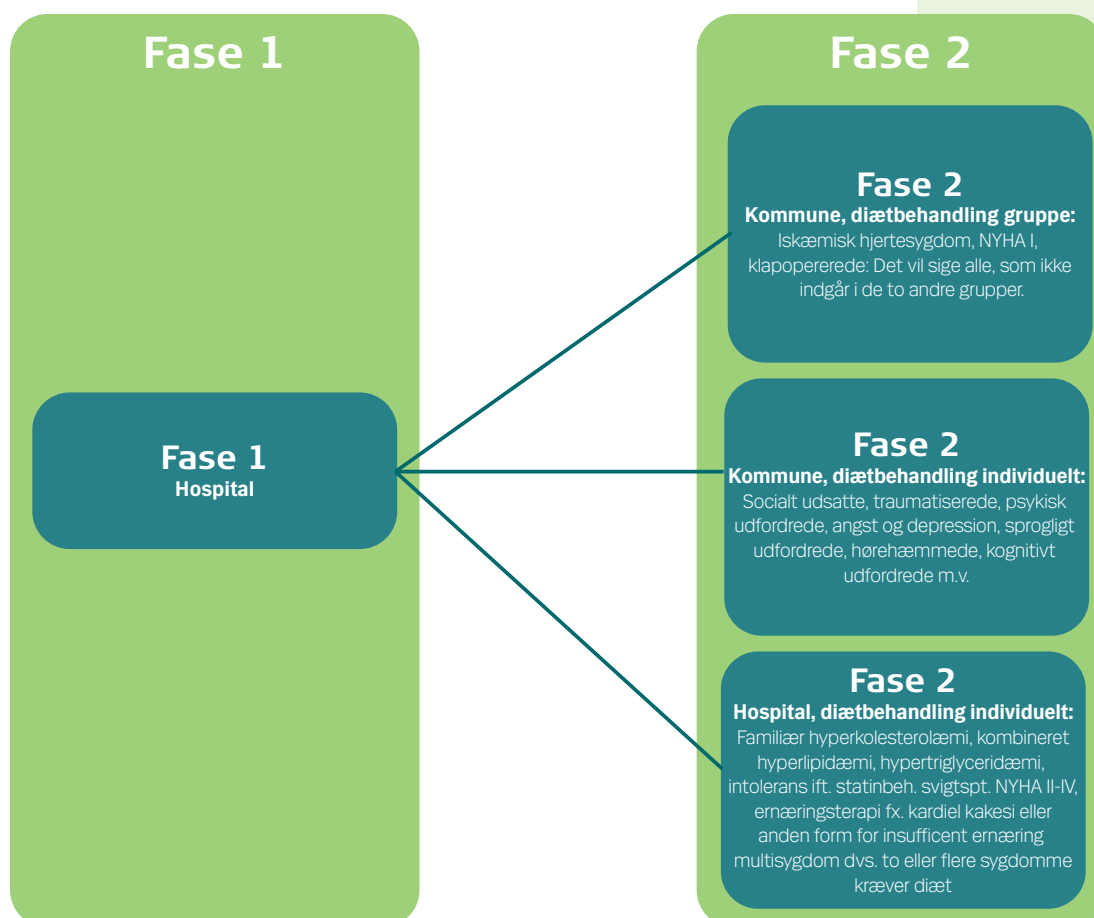 Fase 1
Fase 1
Hospital
Fase 2
Fase 2
Kommune, diætbehandling gruppe:
Iskæmisk hjertesygdom, NYHA I,
klapopererede: Det vil sige alle, som ikke
indgår i de to andre grupper.
Fase 2
Kommune, diætbehandling individuelt:
Socialt udsatte, traumatiserede, psykisk
udfordrede, angst og depression, sprogligt
udfordrede, hørehæmmede, kognitivt
udfordrede m.v.
Fase 2
Hospital, diætbehandling individuelt:
Familiær hyperkolesterolæmi, kombineret
hyperlipidæmi, hypertriglyceridæmi,
intolerans ift. statinbeh. svigtspt. NYHA II-IV,
ernæringsterapi fx. kardiel kakesi eller
anden form for insufficent ernæring
multisygdom dvs. to eller flere sygdomme
kræver diæt